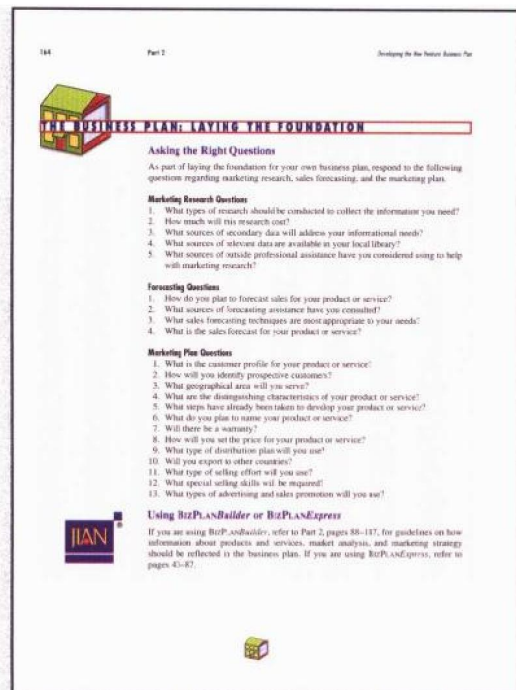 164
Part 2
Developing the New Venture Business Plan
THE BUSINESS PLAN: LAYING THE FOUNDATION
Asking the Right Questions
As part of laying the foundation for your own business plan, respond to the following
questions regarding marketing research, sales forecasting, and the marketing plan.
Marketing Research Questions
1. What types of research should be conducted to collect the information you need?
2. How much will this research cost?
3. What sources of secondary data will address your informational needs?
4. What sources of relevant data are available in your local library?
5. What sources of outside professional assistance have you considered using to help
with marketing research?
Forecasting Questions
1. How do you plan to forecast sales for your product or service?
2. What sources of forecasting assistance have you consulted?
3. What sales forecasting techniques are most appropriate to your needs?
4. What is the sales forecast for your product or service?
Marketing Plan Questions
1. What is the customer profile for your product or service?
2. How will you identify prospective customers?
3. What geographical area will you serve?
4. What are the distinguishing characteristics of your product or service?
5. What steps have already been taken to develop your product or service?
6. What do you plan to name your product or service?
7. Will there be a warranty?
8. How will you set the price for your product or service?
9. What type of distribution plan will you use?
10. Will you export to other countries?
11. What type of selling effort will you use?
12. What special selling skills will be required?
13. What types of advertising and sales promotion will you use?
Using BIZPLANBuilder or BIZPLANExpress
If you are using BIZPLANBuilder, refer to Part 2, pages 88–137, for guidelines on how
information about products and services, market analysis, and marketing strategy
should be reflected in the business plan. If you are using BIZPLANExpress, refer to
pages
JIAN